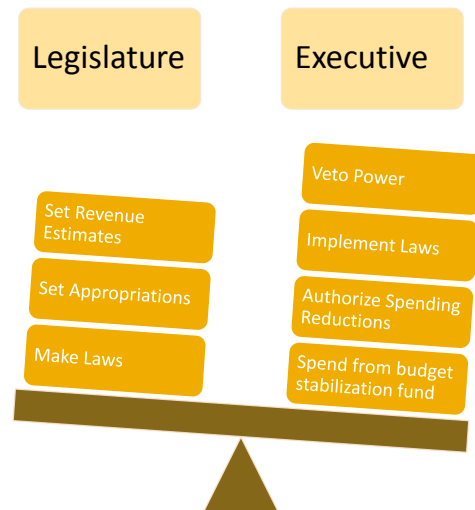 Legislature
Executive
Set Revenue
Estimates
Set Appropriations
Make Laws
Veto Power
Implement Laws
Authorize Spending
Reductions
Spend from budget
stabilization fund